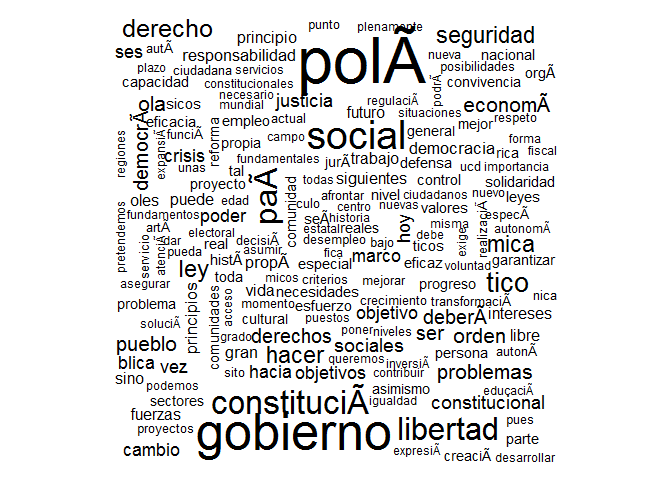 punto plenamente
derecho principio seguridad
ses autÃ polÃ nueva nacional
responsabilidad
plazo ciudadana servicios posibilidades orgÃ
capacidad constitucionales podrÃ convivencia
necesario
ola sicos mundial justicia regulaciÃ situaciones economÃ
democrÃ eficacia empleo actual futuro respeto
regiones expansiÃ funciÃ reforma propia campo social general mejor forma
crisis fundamentales jurÃ trabajo democracia rica fiscal
unas tal paÃ defensa ucd importancia
proyecto comunidad todas siguientes control solidaridad
oles puede edad afrontar nivel ciudadanos nuevo leyes
pretendemos fundamentos poder culo centro nuevas valores especÃ
artÃ electoral seÃ historia hoy misma exige realizaciÃ autonomÃ
servicio atenciÃ dar real decisiÃ estatal reales debe
pueda desempleo bajo ticos mica
ley histÃ asumir fica marco eficaz voluntad garantizar
asegurar toda propÃ especial progreso
micos criterios mejorar tico
problema principios comunidades acceso vida necesidades crecimiento transformaciÃ nica
momento esfuerzo objetivo deberÃ intereses
soluciÃ cultural puestos
grado derechos poner niveles ser orden libre
pueblo gran hacer sociales queremos inversiÃ persona autonÃ
blica vez sito hacia objetivos contribuir problemas
sino podemos asimismo educaciÃ
sectores constituciÃ igualdad constitucional
fuerzas gobierno libertad pues
proyectos parte
cambio expresiÃ creaciÃ desarrollar